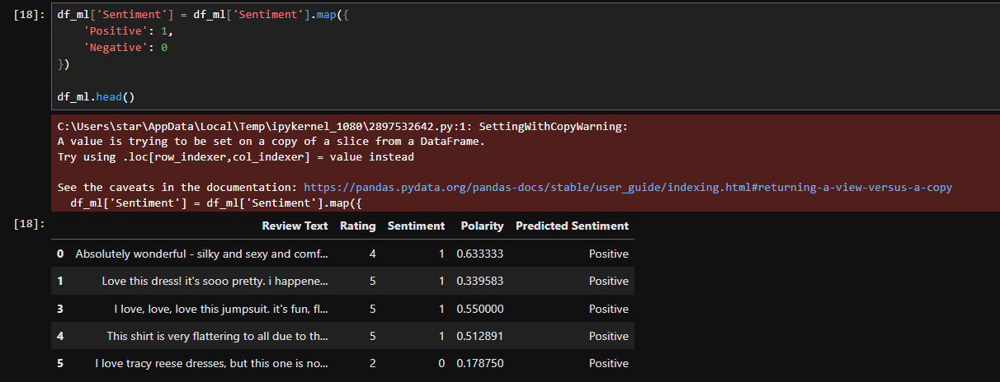 [18]: df_ml['Sentiment'] = df_ml['Sentiment'].map({
'Positive': 1,
'Negative': 0
})
df_ml.head()
C:\Users\star\AppData\Local\Temp\ipykernel_1080\2897532642.py:1: SettingWithCopyWarning:
A value is trying to be set on a copy of a slice from a DataFrame.
Try using .loc[row_indexer,col_indexer] = value instead
See the caveats in the documentation: https://pandas.pydata.org/pandas-docs/stable/user_guide/indexing.html#returning-a-view-versus-a-copy
df_ml['Sentiment'] = df_ml['Sentiment'].map({
[18]: Review Text Rating Sentiment Polarity Predicted Sentiment
0 Absolutely wonderful - silky and sexy and comf... 4 1 0.633333 Positive
1 Love this dress! it's sooo pretty. i happene... 5 1 0.339583 Positive
3 I love, love, love this jumpsuit. it's fun, fl... 5 1 0.550000 Positive
4 This shirt is very flattering to all due to th... 5 1 0.512891 Positive
5 I love tracy reese dresses, but this one is no... 2 0 0.178750 Positive